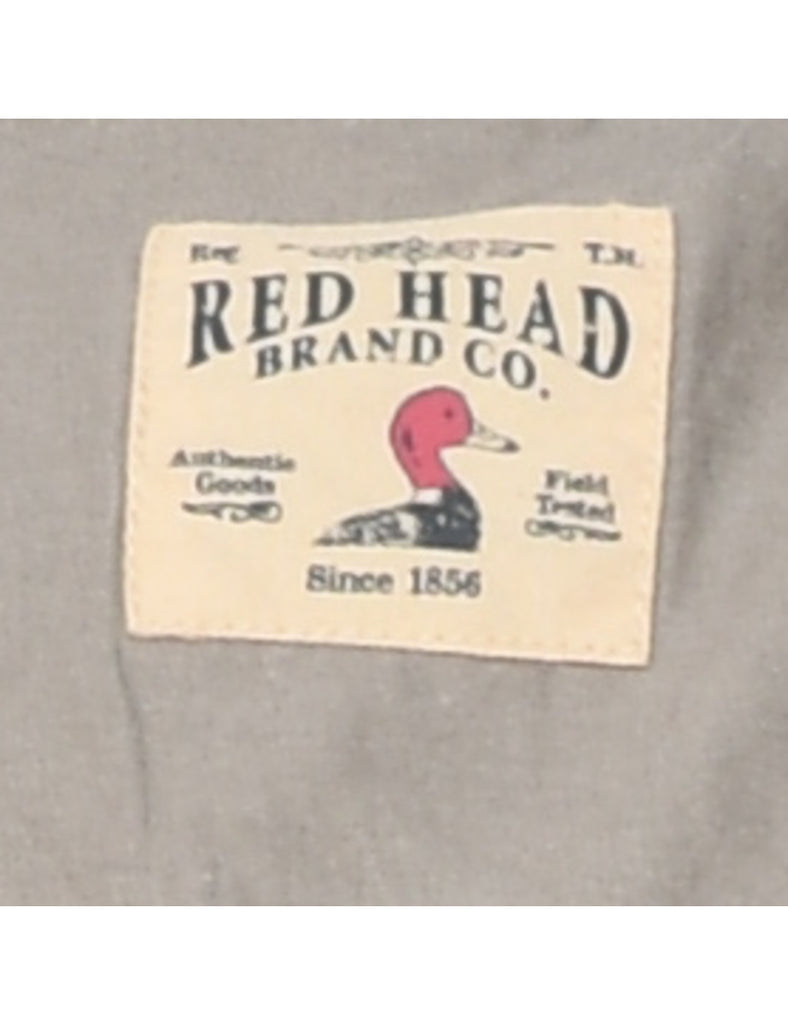 Reg T.M.
RED HEAD
BRAND CO.
Authentic
Goods
Field
Tested
Since 1856